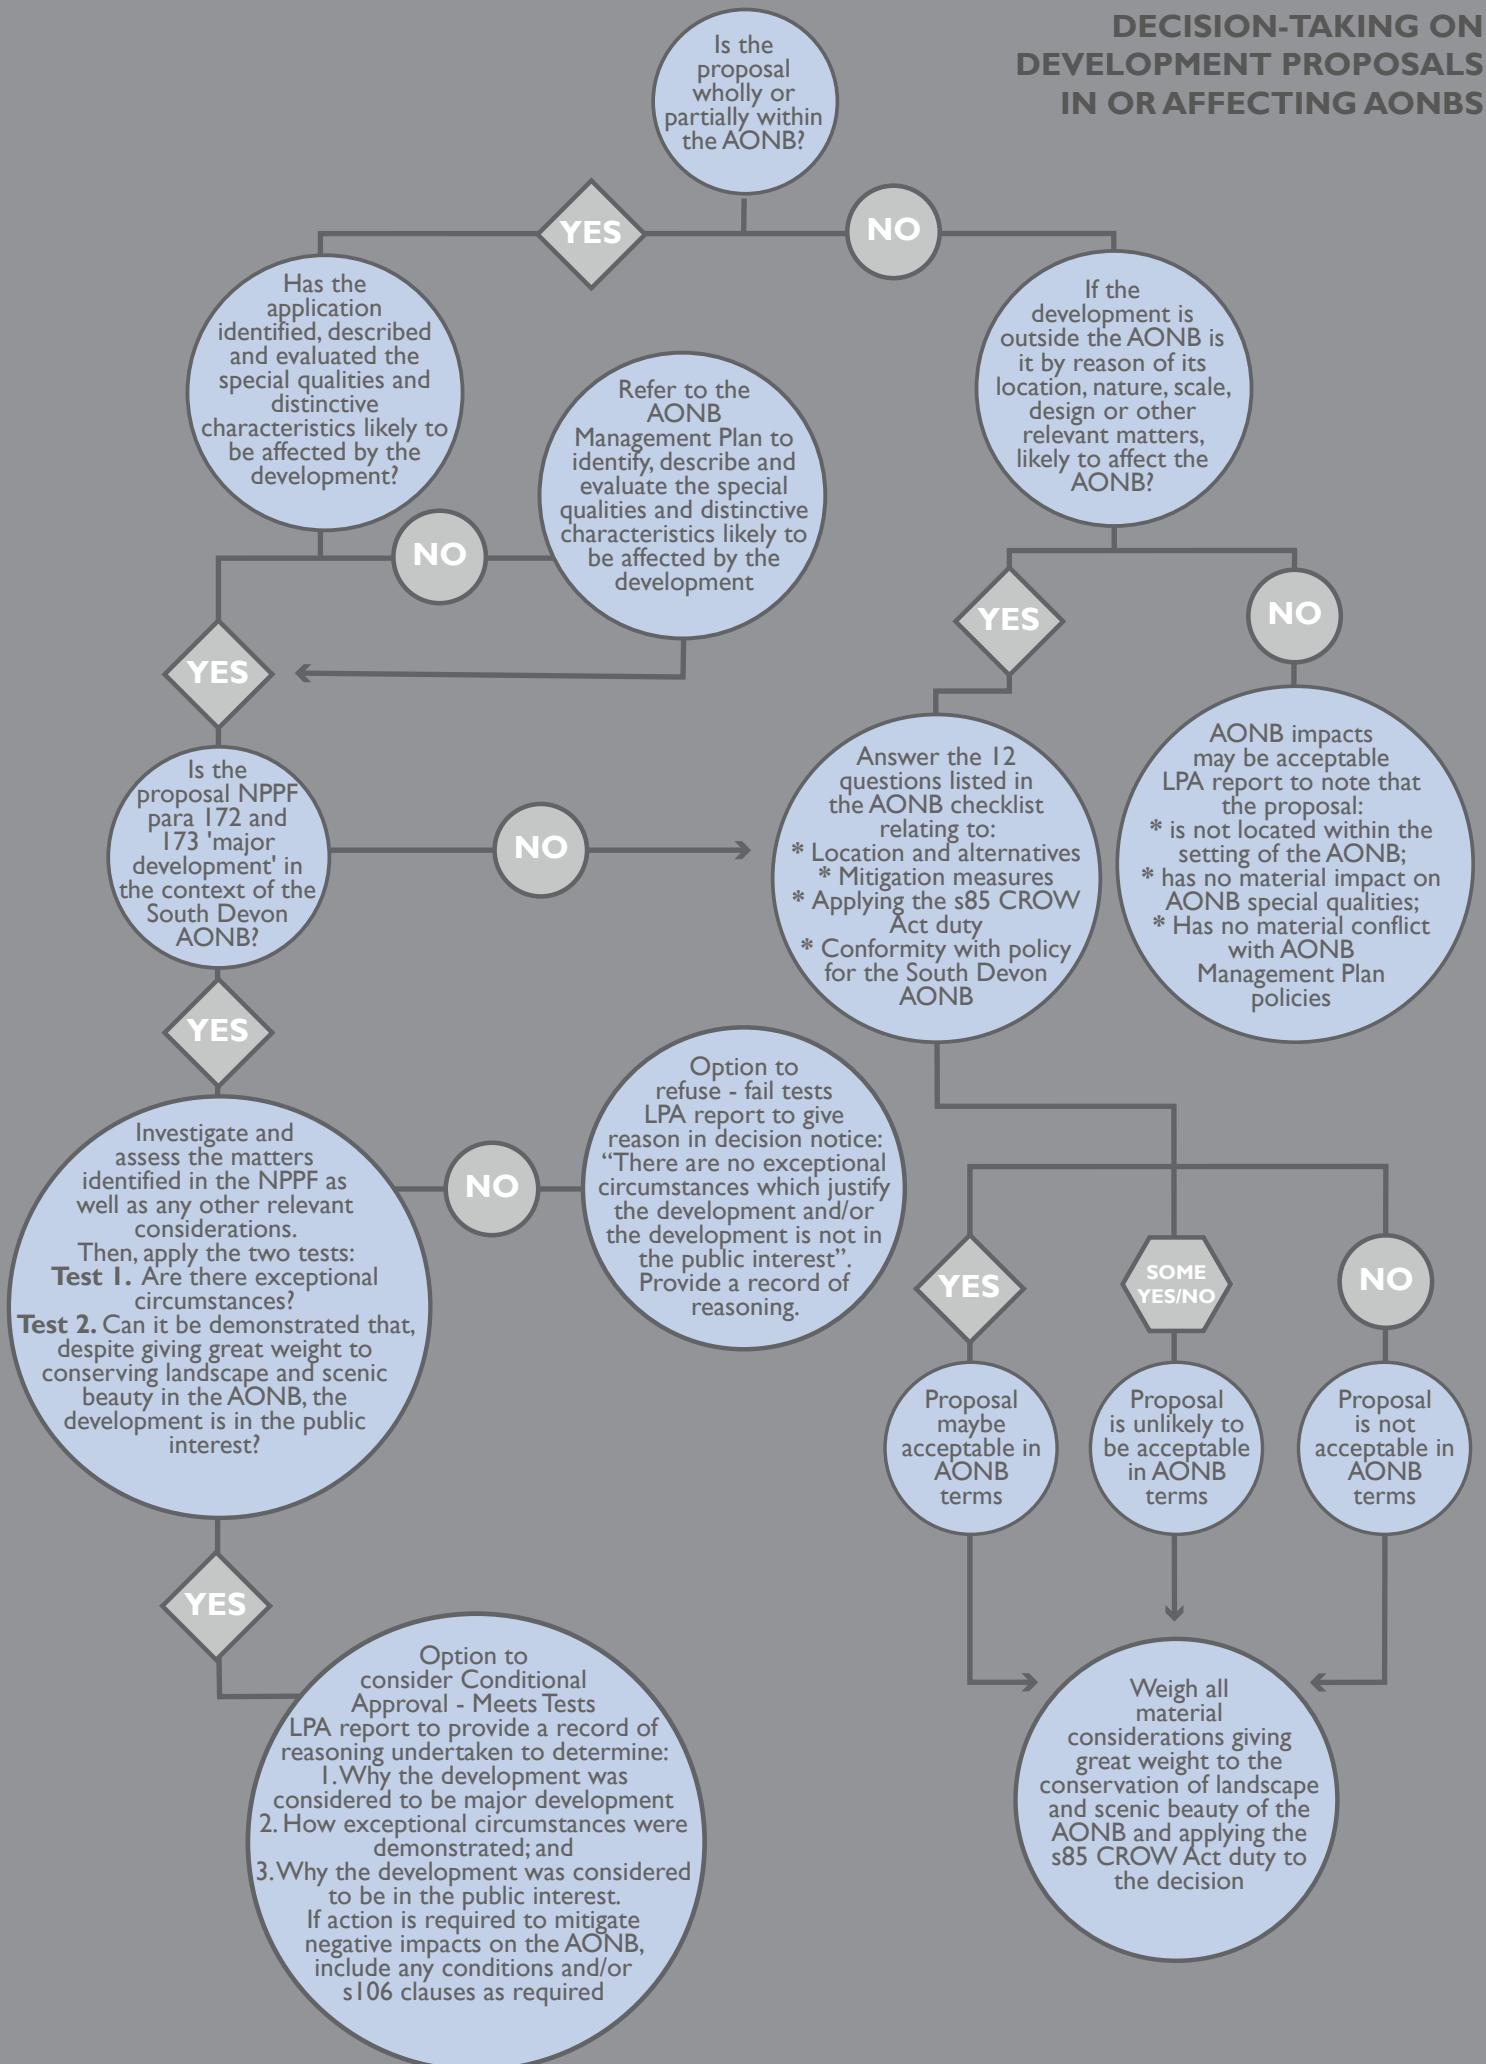 DECISION-TAKING ON
DEVELOPMENT PROPOSALS
IN OR AFFECTING AONBS
Is the
proposal
wholly or
partially within
the AONB?
YES
NO
Has the
application
identified, described
and evaluated the
special qualities and
distinctive
characteristics likely to
be affected by the
development?
Refer to the
AONB
Management Plan to
identify, describe and
evaluate the special
qualities and distinctive
characteristics likely to
be affected by the
development
If the
development is
outside the AONB is
it by reason of its
location, nature, scale,
design or other
relevant matters,
likely to affect the
AONB?
NO
YES
YES
NO
Is the
proposal NPPF
para 172 and
173 'major
development' in
the context of the
South Devon
AONB?
NO
Answer the 12
questions listed in
the AONB checklist
relating to:
* Location and alternatives
* Mitigation measures
* Applying the s85 CROW
Act duty
* Conformity with policy
for the South Devon
AONB
AONB impacts
may be acceptable
LPA report to note that
the proposal:
* is not located within the
setting of the AONB;
* has no material impact on
AONB special qualities;
* Has no material conflict
with AONB
Management Plan
policies
YES
Investigate and
assess the matters
identified in the NPPF as
well as any other relevant
considerations.
Then, apply the two tests:
Test 1. Are there exceptional
circumstances?
Test 2. Can it be demonstrated that,
despite giving great weight to
conserving landscape and scenic
beauty in the AONB, the
development is in the public
interest?
NO
Option to
refuse - fail tests
LPA report to give
reason in decision notice:
“There are no exceptional
circumstances which justify
the development and/or
the development is not in
the public interest”.
Provide a record of
reasoning.
YES
SOME
YES/NO
NO
Proposal
maybe
acceptable in
AONB
terms
Proposal
is unlikely to
be acceptable
in AONB
terms
Proposal
is not
acceptable in
AONB
terms
YES
Option to
consider Conditional
Approval - Meets Tests
LPA report to provide a record of
reasoning undertaken to determine:
1. Why the development was
considered to be major development
2. How exceptional circumstances were
demonstrated; and
3. Why the development was considered
to be in the public interest.
If action is required to mitigate
negative impacts on the AONB,
include any conditions and/or
s106 clauses as required
Weigh all
material
considerations giving
great weight to the
conservation of landscape
and scenic beauty of the
AONB and applying the
s85 CROW Act duty to
the decision